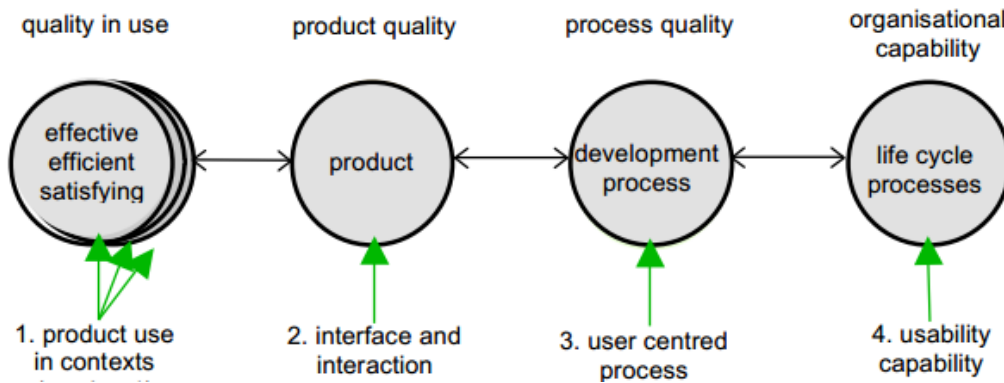 quality in use
product quality
process quality
organisational
capability
effective
efficient
satisfying
product
development
process
life cycle
processes
1. product use
in contexts
2. interface and
interaction
3. user centred
process
4. usability
capability